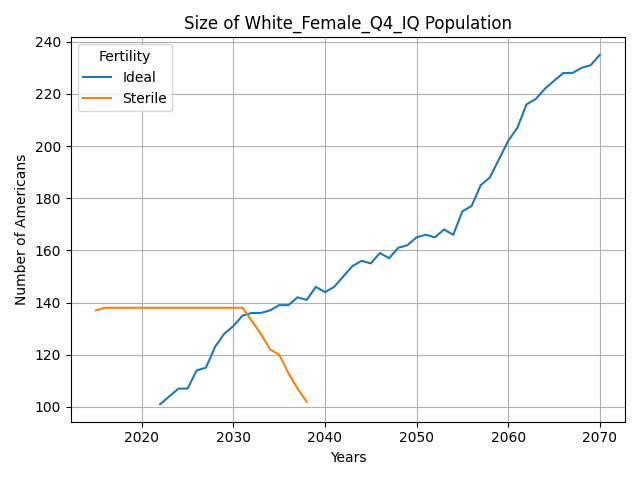 Size of White_Female_Q4_IQ Population
Number of Americans
240
220
200
180
160
140
120
100
Fertility
Ideal
Sterile
2020 2030 2040 2050 2060 2070
Years